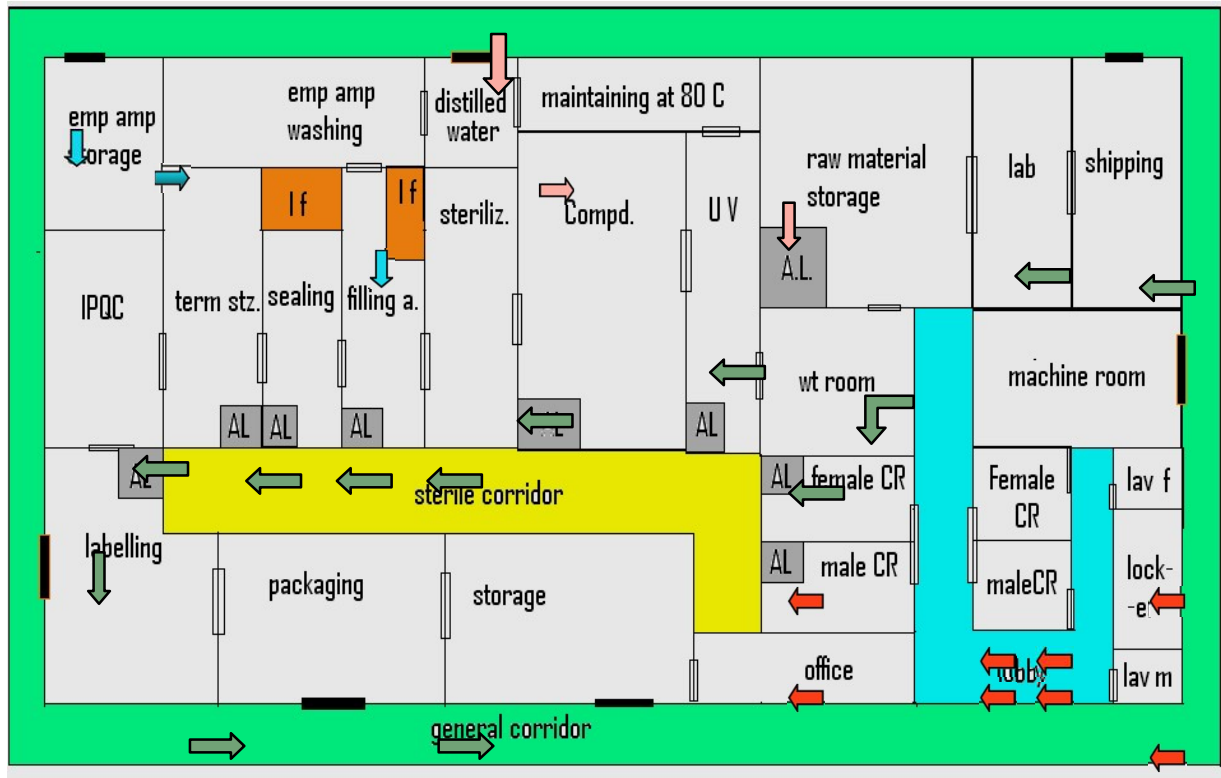 emp amp
storage
emp amp
washing
distilled
water
maintaining at 80 C
raw material
storage
lab
shipping
l f
l f
steriliz.
Compd.
U V
A.L.
IPQC
term stz.
sealing
filling a.
wt room
machine room
AL
AL
AL
AL
AL
AL
sterile corridor
AL
female CR
Female
CR
lav f
labelling
packaging
storage
AL
male CR
maleCR
lock-
-er
office
lobby
lav m
general corridor